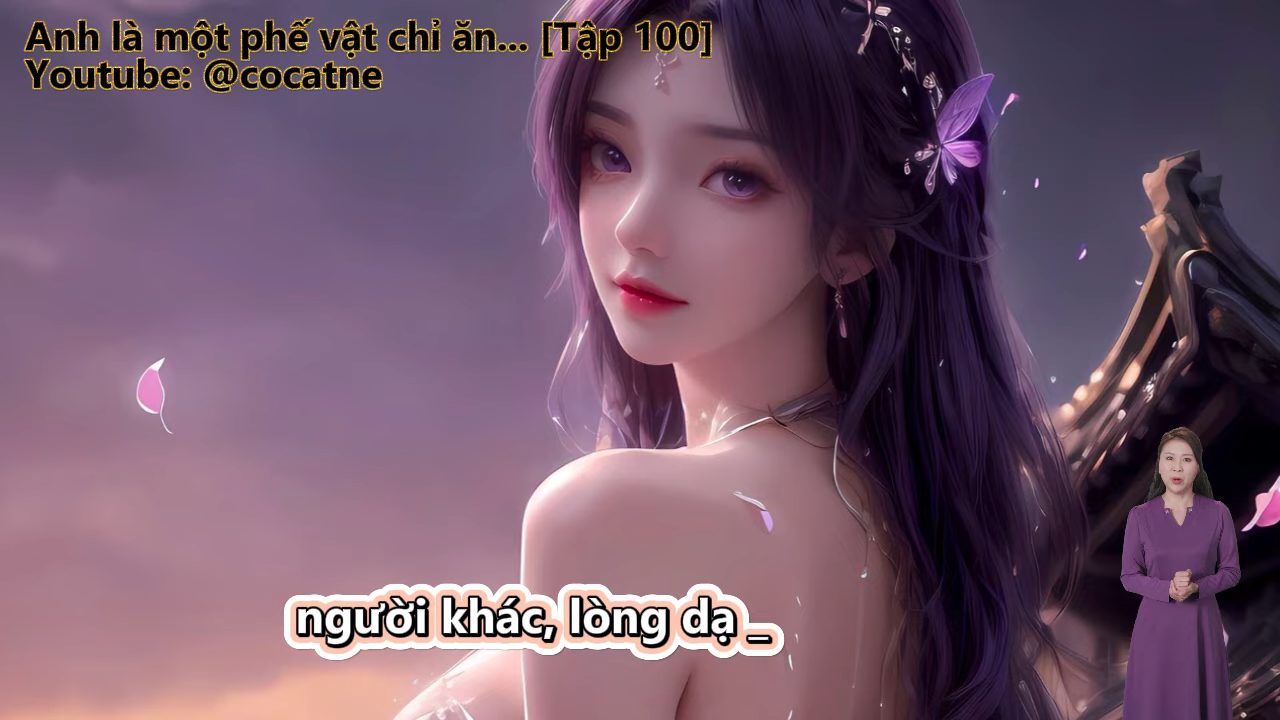 Anh là một phế vật chỉ ăn... [Tập 100]
Youtube: @cocatne
người khác, lòng dạ _